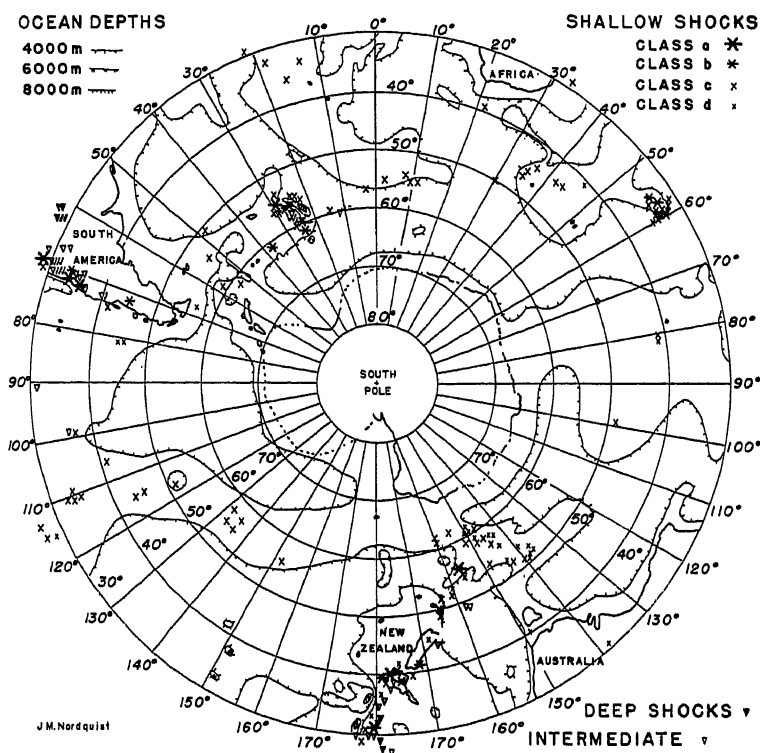 OCEAN DEPTHS
4000m
6000m
8000m
SHALLOW SHOCKS
CLASS a
CLASS b
CLASS c
CLASS d
10° 0° 20° 30° 40° 50° 60° 70° 80° 90° 100° 110° 120° 130° 150° 160° 170°
30° 40° 50° 80° 90° 100° 110° 120° 130° 140° 150° 160° 170°
40° 50° 60° 70° 80°
70° 60° 50° 40° 30°
70° 60° 50° 40°
AFRICA
SOUTH
AMERICA
SOUTH
POLE
NEW
ZEALAND
AUSTRALIA
J M. Nordquist
DEEP SHOCKS
INTERMEDIATE